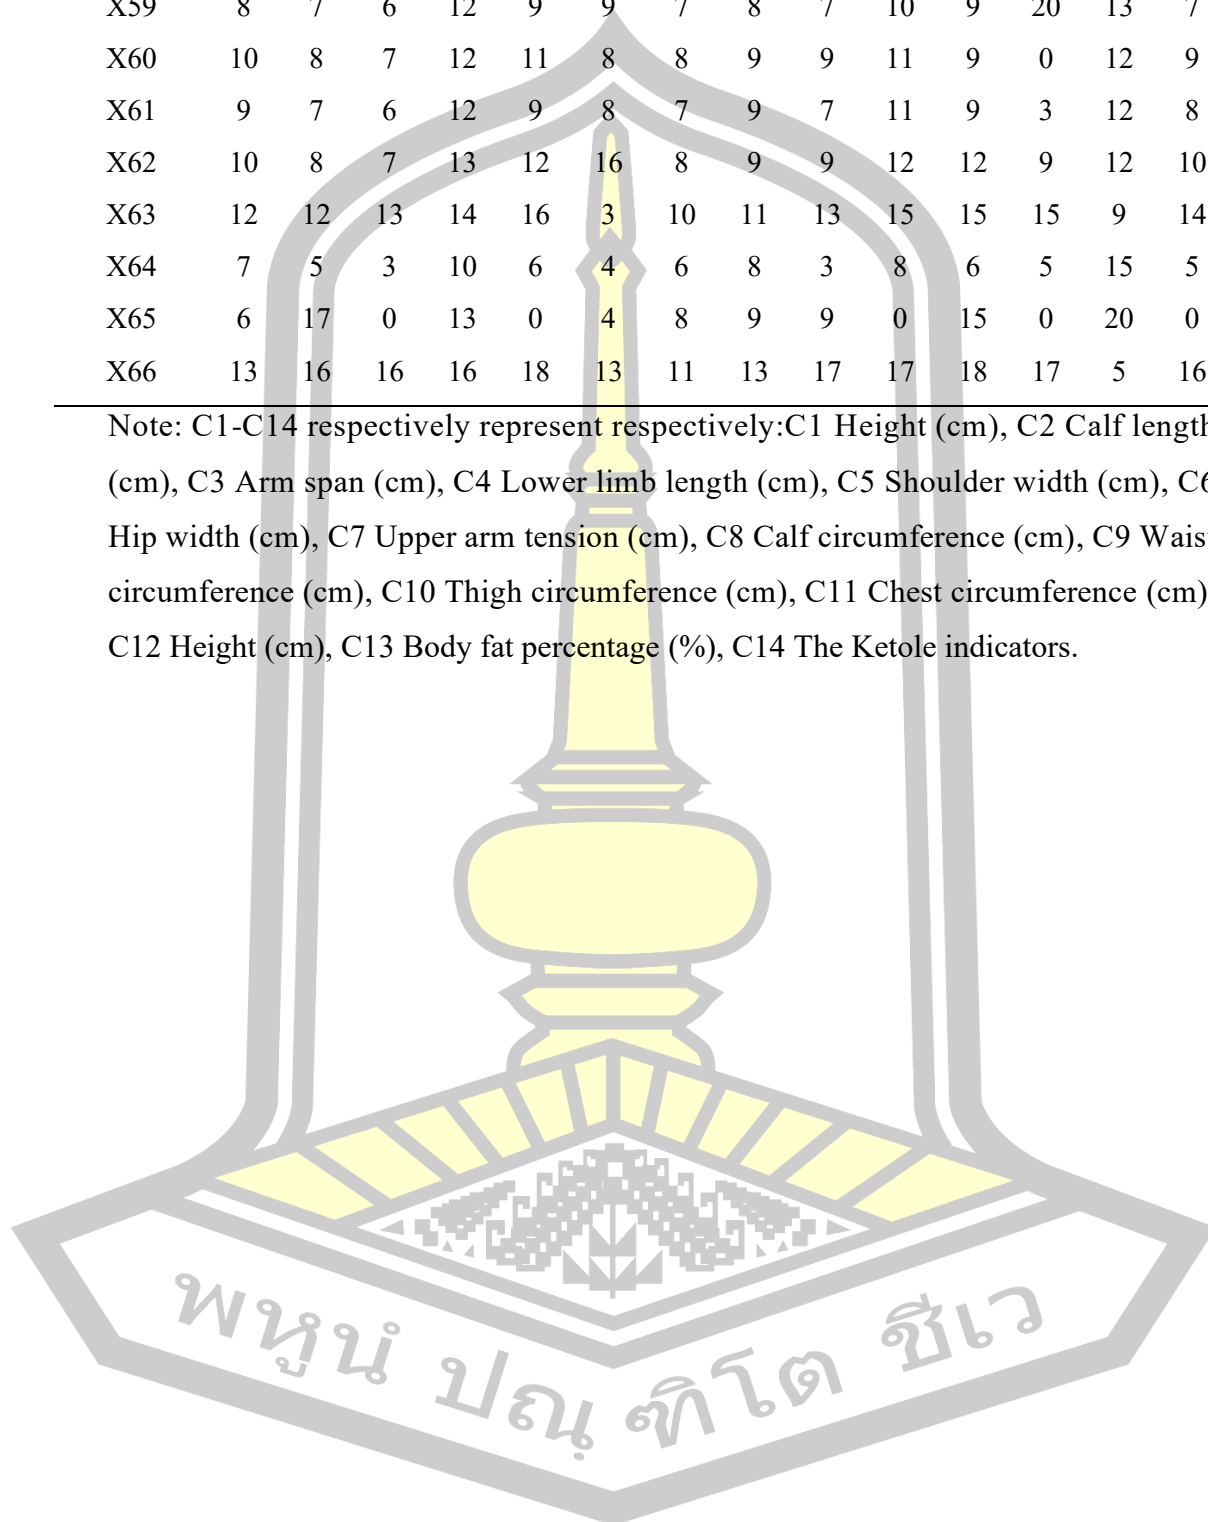 X59 8 7 6 12 9 9 7 8 7 10 9 20 13 7
X60 10 8 7 12 11 8 8 9 9 11 9 0 12 9
X61 9 7 6 12 9 8 7 9 7 11 9 3 12 8
X62 10 8 7 13 12 16 8 9 9 12 12 9 12 10
X63 12 12 13 14 16 3 10 11 13 15 15 15 9 14
X64 7 5 3 10 6 4 6 8 3 8 6 5 15 5
X65 6 17 0 13 0 4 8 9 9 0 15 0 20 0
X66 13 16 16 16 18 13 11 13 17 17 18 17 5 16
Note: C1-C14 respectively represent respectively:C1 Height (cm), C2 Calf length
(cm), C3 Arm span (cm), C4 Lower limb length (cm), C5 Shoulder width (cm), C6
Hip width (cm), C7 Upper arm tension (cm), C8 Calf circumference (cm), C9 Waist
circumference (cm), C10 Thigh circumference (cm), C11 Chest circumference (cm)
C12 Height (cm), C13 Body fat percentage (%), C14 The Ketole indicators.
พหูนํ ปณฺฑิโต ชีเว